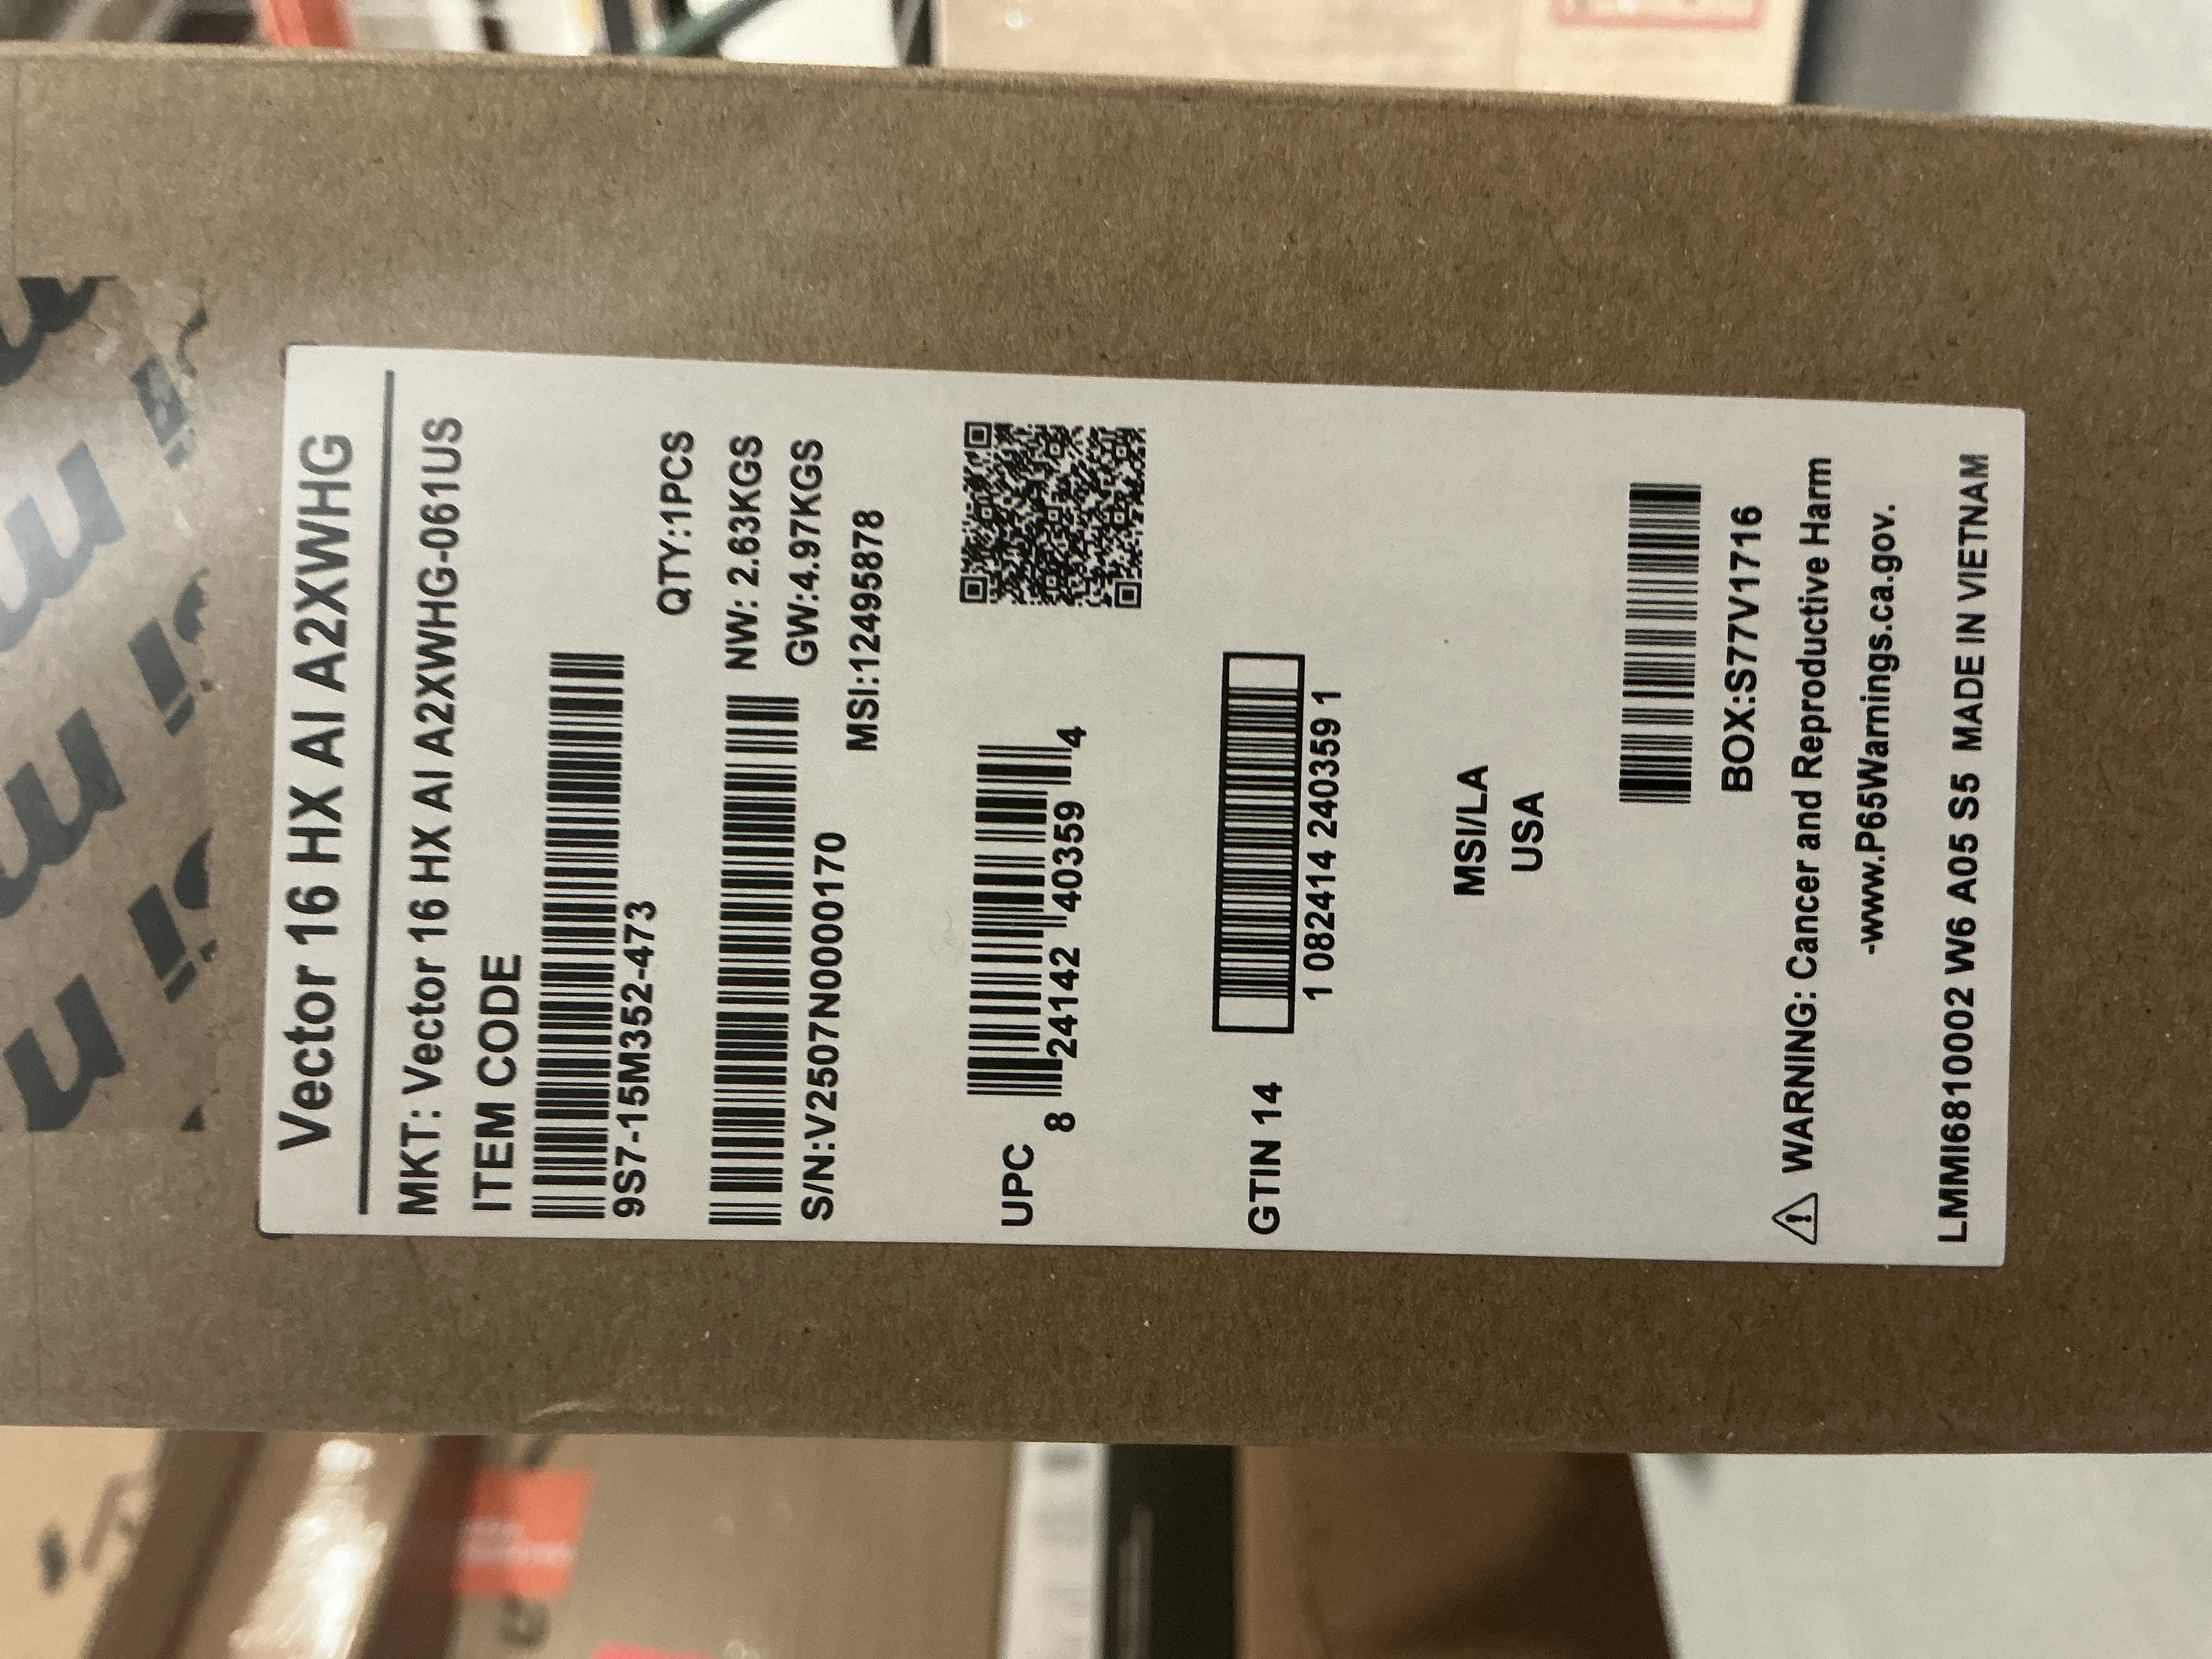 Vector 16 HX AI A2XWHG
MKT: Vector 16 HX AI A2XWHG-061US
ITEM CODE
9S7-15M352-473
QTY:1PCS
NW: 2.63KGS
GW:4.97KGS
S/N:V2507N0000170
MSI:12495878
UPC
8 24142 40359 4
GTIN 14
1 0824142 40359 1
MSI/LA
USA
BOX:S77V1716
⚠ WARNING: Cancer and Reproductive Harm
-www.P65Warnings.ca.gov.
LMMI6810002 W6 A05 S5 MADE IN VIETNAM